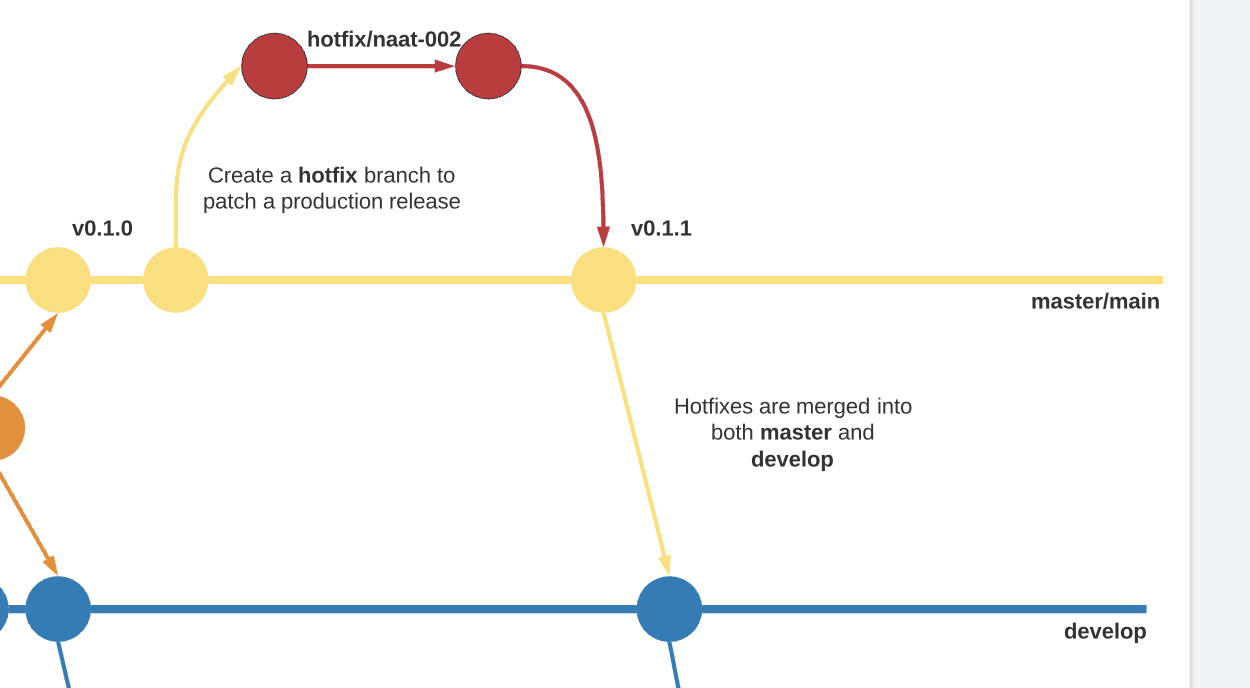 hotfix/naat-002
Create a hotfix branch to
patch a production release
v0.1.0
v0.1.1
master/main
Hotfixes are merged into
both master and
develop
develop